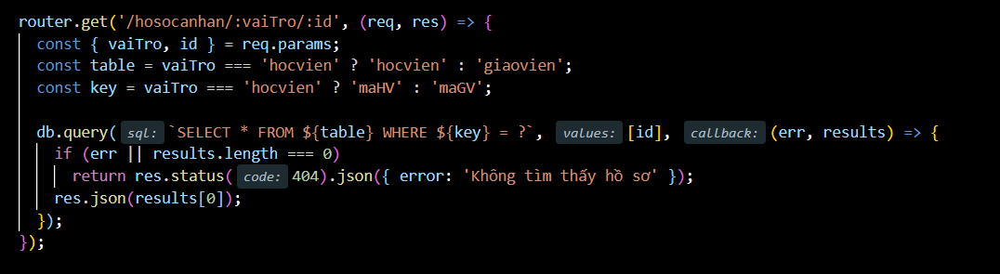 router.get('/hosocanhan/:vaiTro/:id', (req, res) => {
  const { vaiTro, id } = req.params;
  const table = vaiTro === 'hocvien' ? 'hocvien' : 'giaovien';
  const key = vaiTro === 'hocvien' ? 'maHV' : 'maGV';

  db.query( sql: `SELECT * FROM ${table} WHERE ${key} = ?`, values: [id], callback: (err, results) => {
    if (err || results.length === 0)
      return res.status( code: 404).json({ error: 'Không tìm thấy hồ sơ' });
    res.json(results[0]);
  });
});